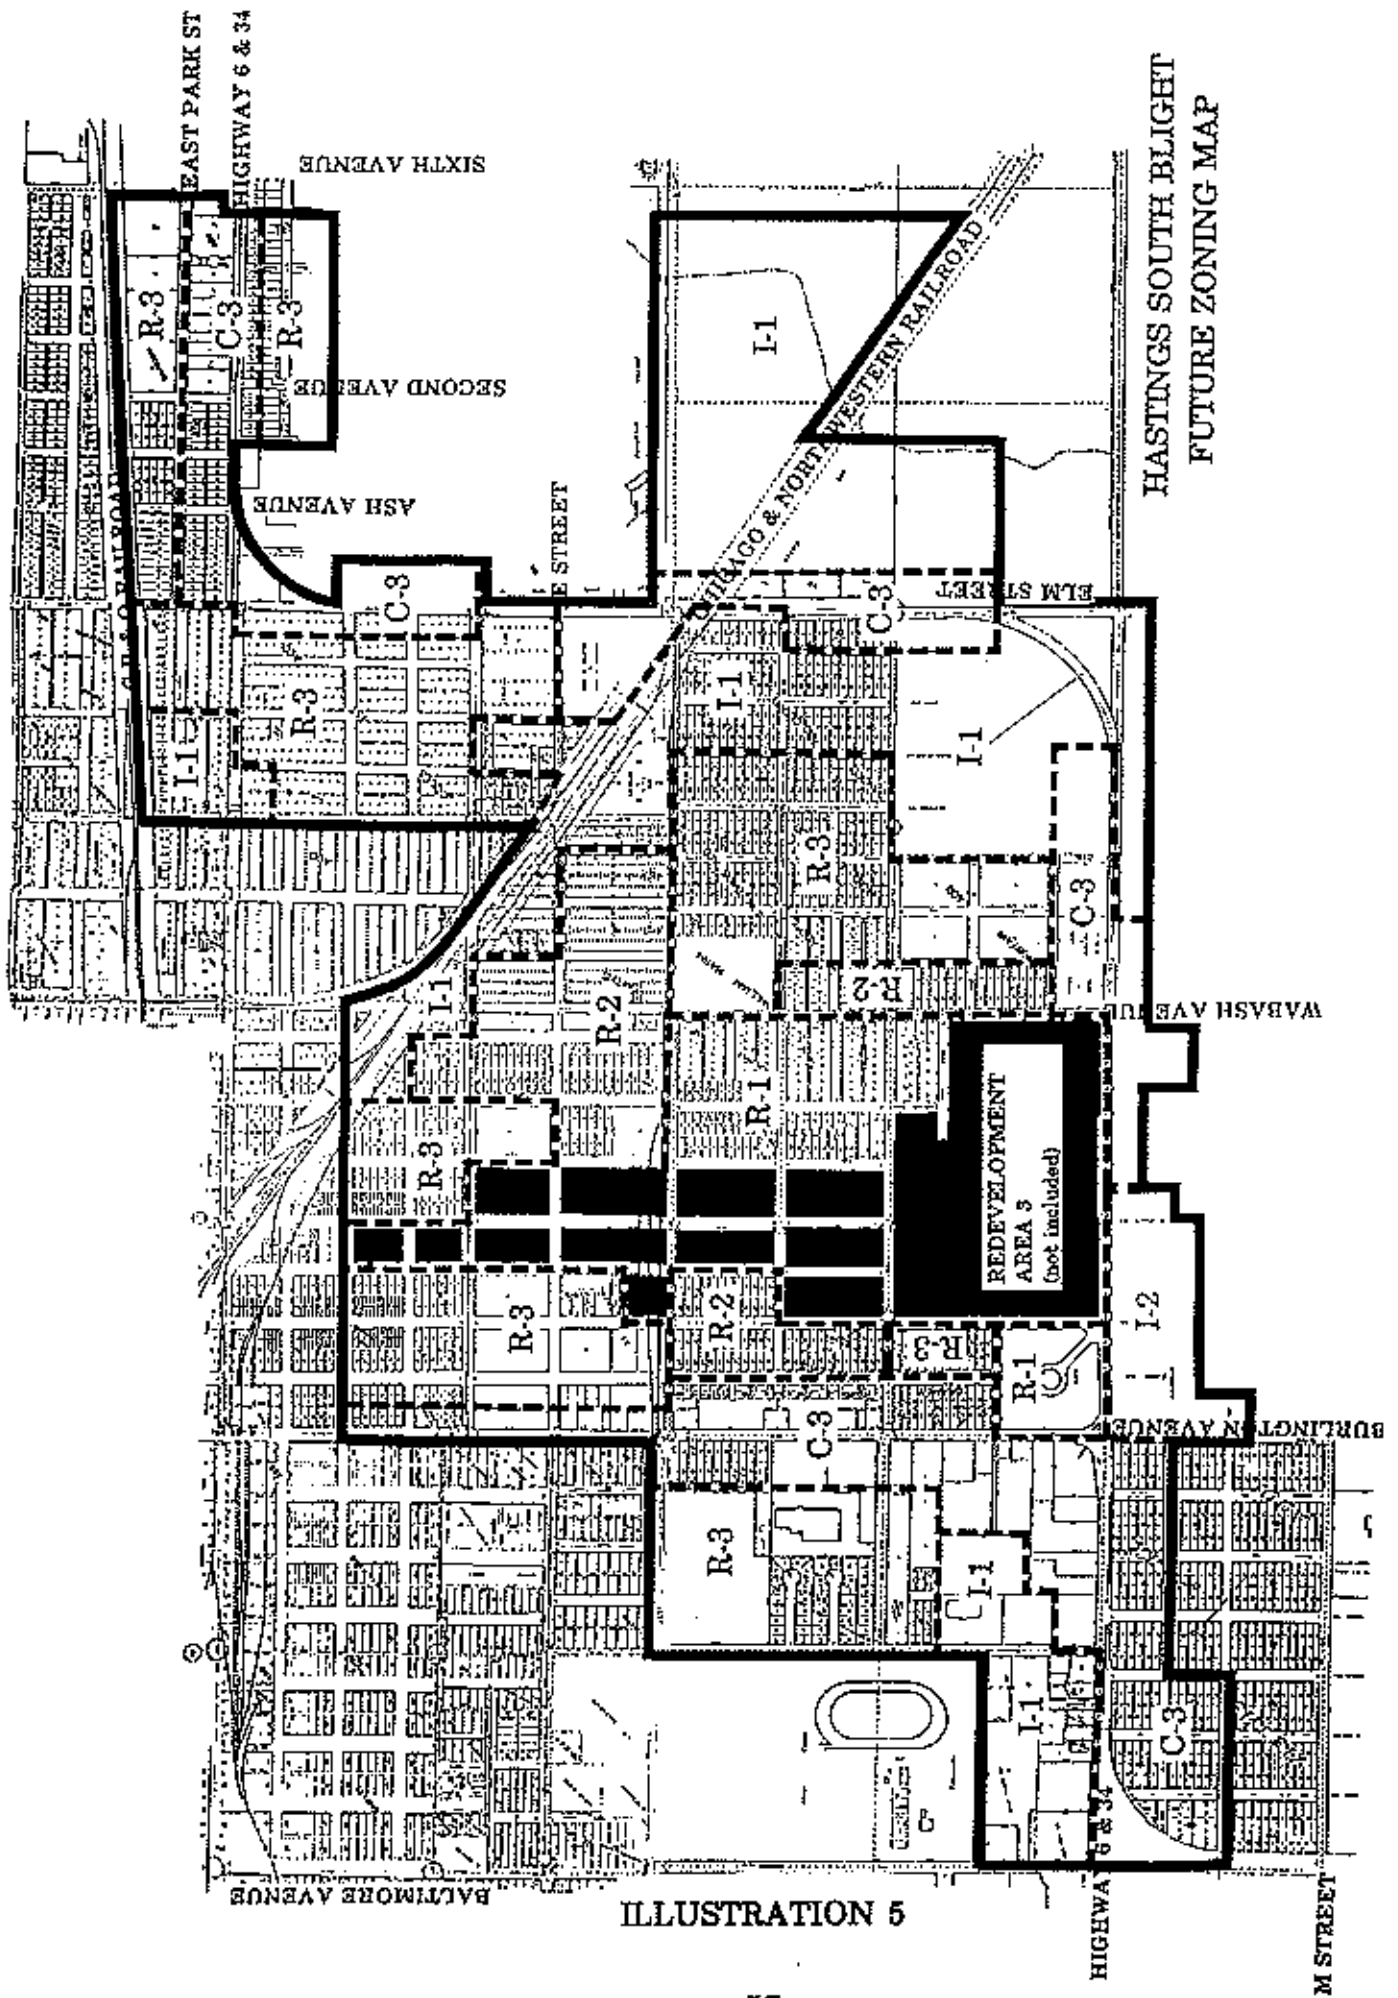 HASTINGS SOUTH BLIGHT
FUTURE ZONING MAP
ILLUSTRATION 5
EAST PARK ST
HIGHWAY 6 & 34
SIXTH AVENUE
SECOND AVENUE
ASH AVENUE
E STREET
ELM STREET
CHICAGO & NORTHWESTERN RAILROAD
RAILROAD
WABASH AVENUE
BURLINGTON AVENUE
BALTIMORE AVENUE
HIGHWAY 6 & 34
M STREET
REDEVELOPMENT
AREA 3
(not included)
R-3
C-3
R-3
I-1
R-3
C-3
I-1
I-1
C-3
I-1
R-3
C-3
R-2
I-1
R-2
R-1
R-3
R-3
R-2
R-3
R-1
I-2
C-3
R-3
I-1
I-1
C-3